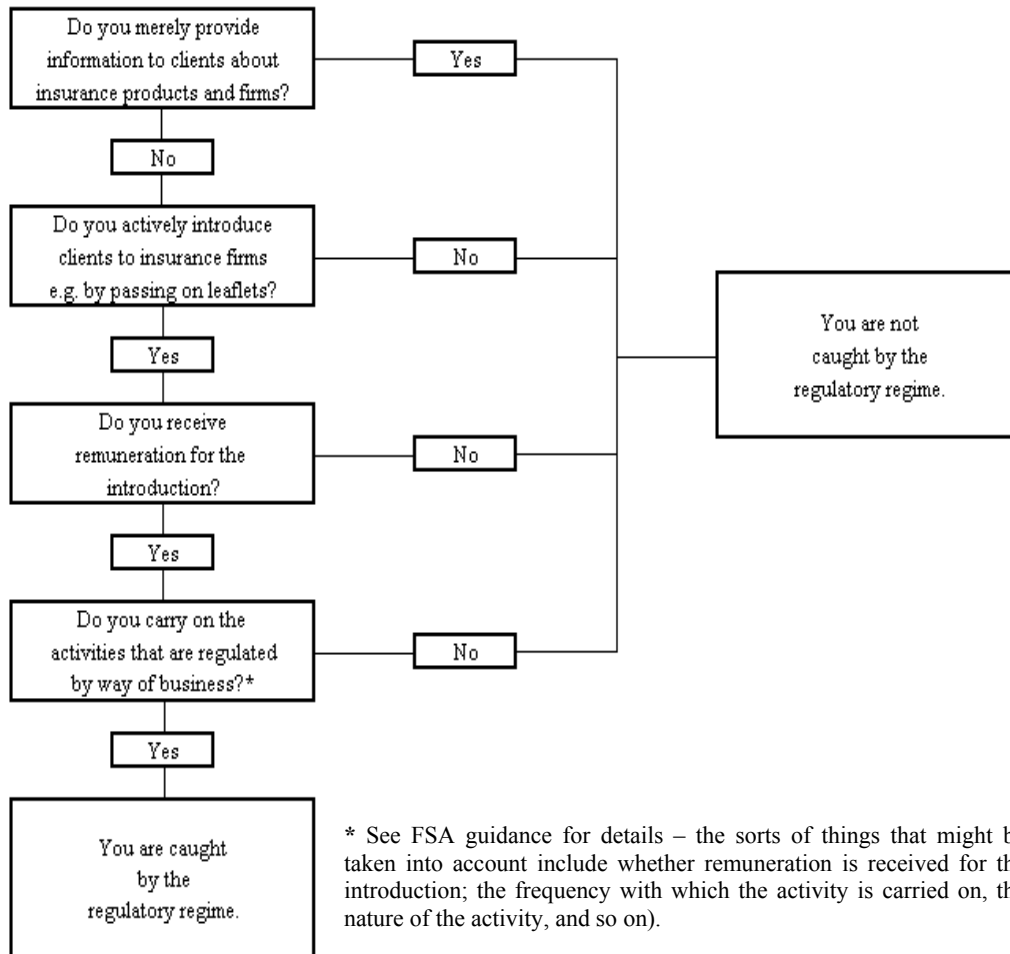 Do you merely provide
information to clients about
insurance products and firms?
Yes
No
Do you actively introduce
clients to insurance firms
e.g. by passing on leaflets?
No
Yes
You are not
caught by the
regulatory regime.
Do you receive
remuneration for the
introduction?
No
Yes
Do you carry on the
activities that are regulated
by way of business?*
No
Yes
You are caught
by the
regulatory regime.
* See FSA guidance for details – the sorts of things that might b
taken into account include whether remuneration is received for th
introduction; the frequency with which the activity is carried on, th
nature of the activity, and so on).